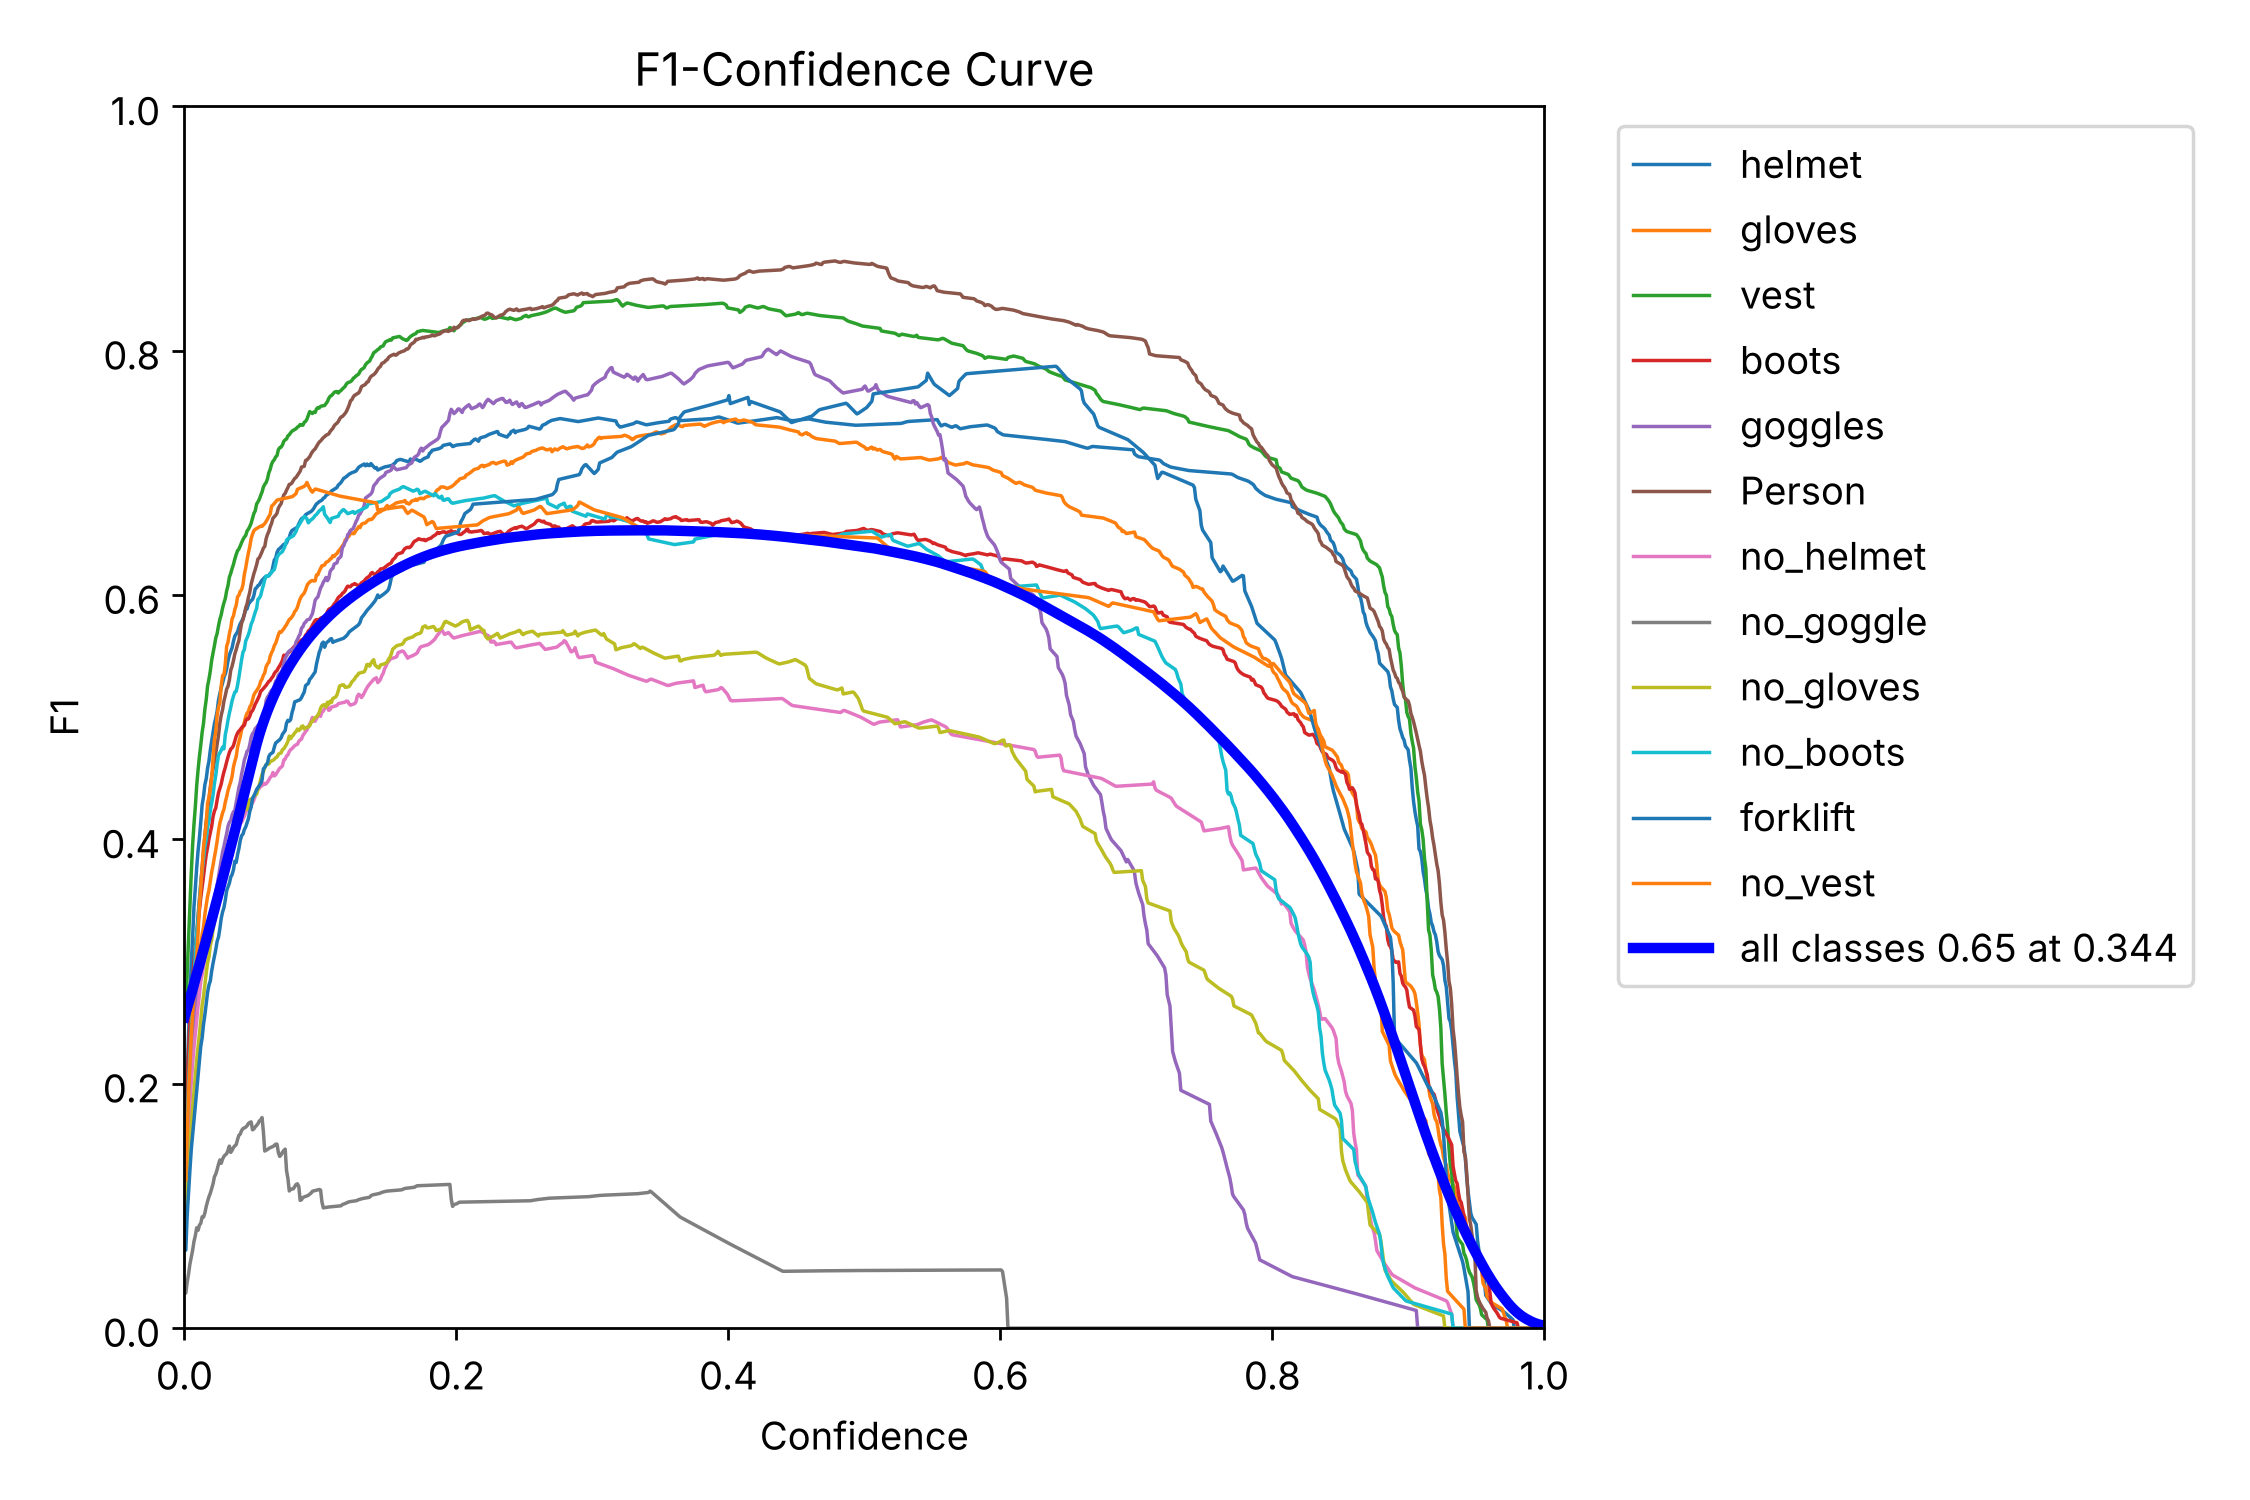 F1-Confidence Curve
1.0
0.8
0.6
0.4
0.2
0.0
F1
0.0 0.2 0.4 0.6 0.8 1.0
Confidence
helmet
gloves
vest
boots
goggles
Person
no_helmet
no_goggle
no_gloves
no_boots
forklift
no_vest
all classes 0.65 at 0.344